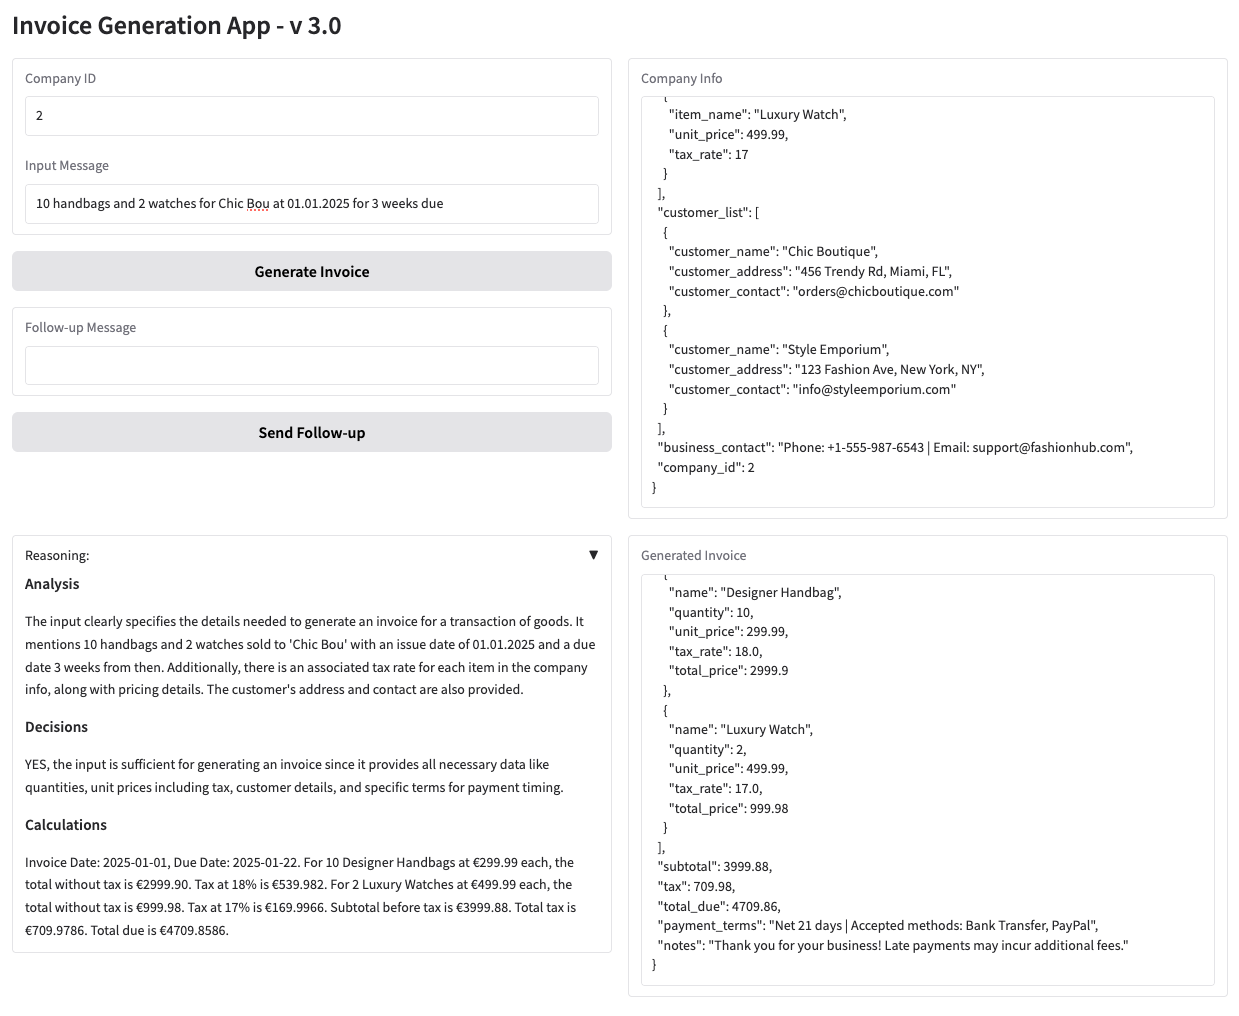 Invoice Generation App - v 3.0
Company ID
2
Input Message
10 handbags and 2 watches for Chic Bou at 01.01.2025 for 3 weeks due
Generate Invoice
Follow-up Message
Send Follow-up
Company Info
{
"item_name": "Luxury Watch",
"unit_price": 499.99,
"tax_rate": 17
}
],
"customer_list": [
{
"customer_name": "Chic Boutique",
"customer_address": "456 Trendy Rd, Miami, FL",
"customer_contact": "orders@chicboutique.com"
},
{
"customer_name": "Style Emporium",
"customer_address": "123 Fashion Ave, New York, NY",
"customer_contact": "info@styleemporium.com"
}
],
"business_contact": "Phone: +1-555-987-6543 | Email: support@fashionhub.com",
"company_id": 2
}
Reasoning:
▼
Analysis
The input clearly specifies the details needed to generate an invoice for a transaction of goods. It
mentions 10 handbags and 2 watches sold to 'Chic Bou' with an issue date of 01.01.2025 and a due
date 3 weeks from then. Additionally, there is an associated tax rate for each item in the company
info, along with pricing details. The customer's address and contact are also provided.
Decisions
YES, the input is sufficient for generating an invoice since it provides all necessary data like
quantities, unit prices including tax, customer details, and specific terms for payment timing.
Calculations
Invoice Date: 2025-01-01, Due Date: 2025-01-22. For 10 Designer Handbags at €299.99 each, the
total without tax is €2999.90. Tax at 18% is €539.982. For 2 Luxury Watches at €499.99 each, the
total without tax is €999.98. Tax at 17% is €169.9966. Subtotal before tax is €3999.88. Total tax is
€709.9786. Total due is €4709.8586.
Generated Invoice
{
"name": "Designer Handbag",
"quantity": 10,
"unit_price": 299.99,
"tax_rate": 18.0,
"total_price": 2999.9
},
{
"name": "Luxury Watch",
"quantity": 2,
"unit_price": 499.99,
"tax_rate": 17.0,
"total_price": 999.98
}
],
"subtotal": 3999.88,
"tax": 709.98,
"total_due": 4709.86,
"payment_terms": "Net 21 days | Accepted methods: Bank Transfer, PayPal",
"notes": "Thank you for your business! Late payments may incur additional fees."
}